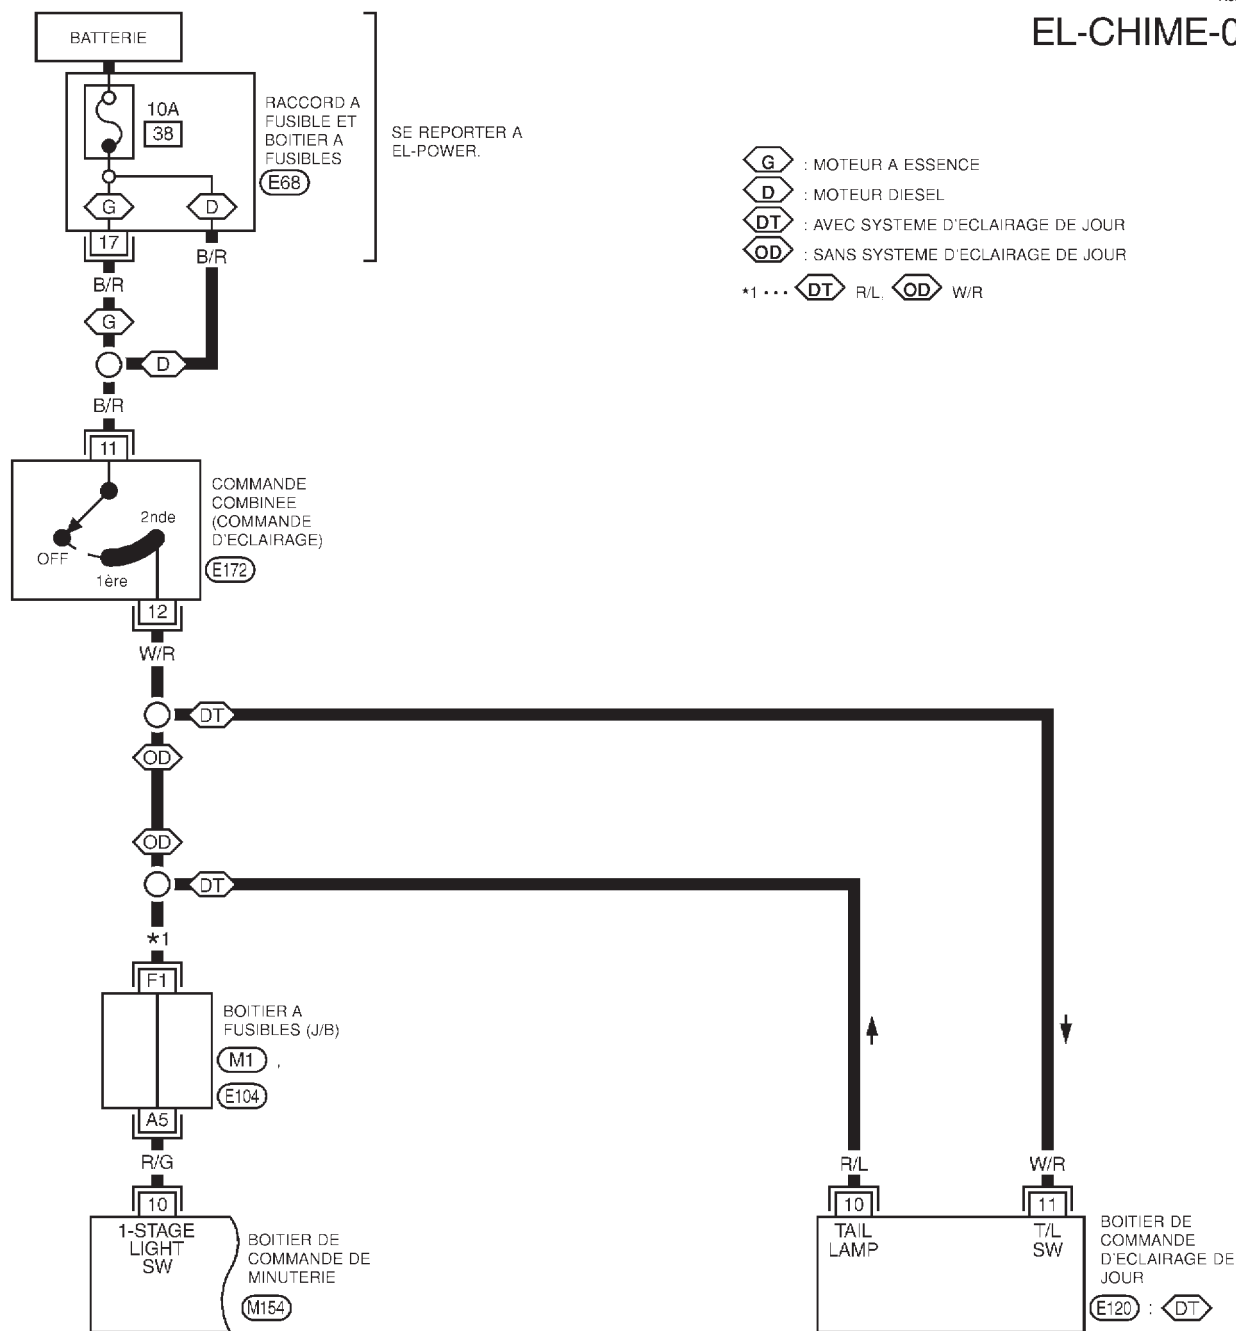 EL-CHIME-0
BATTERIE
10A
38
RACCORD A
FUSIBLE ET
BOITIER A
FUSIBLES
E68
SE REPORTER A
EL-POWER.
G
D
17
B/R
B/R
G
D
B/R
G : MOTEUR A ESSENCE
D : MOTEUR DIESEL
DT : AVEC SYSTEME D'ECLAIRAGE DE JOUR
OD : SANS SYSTEME D'ECLAIRAGE DE JOUR
*1 ··· DT R/L, OD W/R
11
COMMANDE
COMBINEE
(COMMANDE
D'ECLAIRAGE)
E172
2nde
OFF
1ère
12
W/R
DT
OD
OD
DT
*1
F1
BOITIER A
FUSIBLES (J/B)
M1 ,
E104
A5
R/G
10
1-STAGE
LIGHT
SW
BOITIER DE
COMMANDE DE
MINUTERIE
M154
R/L
W/R
10
11
TAIL
LAMP
T/L
SW
BOITIER DE
COMMANDE
D'ECLAIRAGE DE
JOUR
E120 : DT